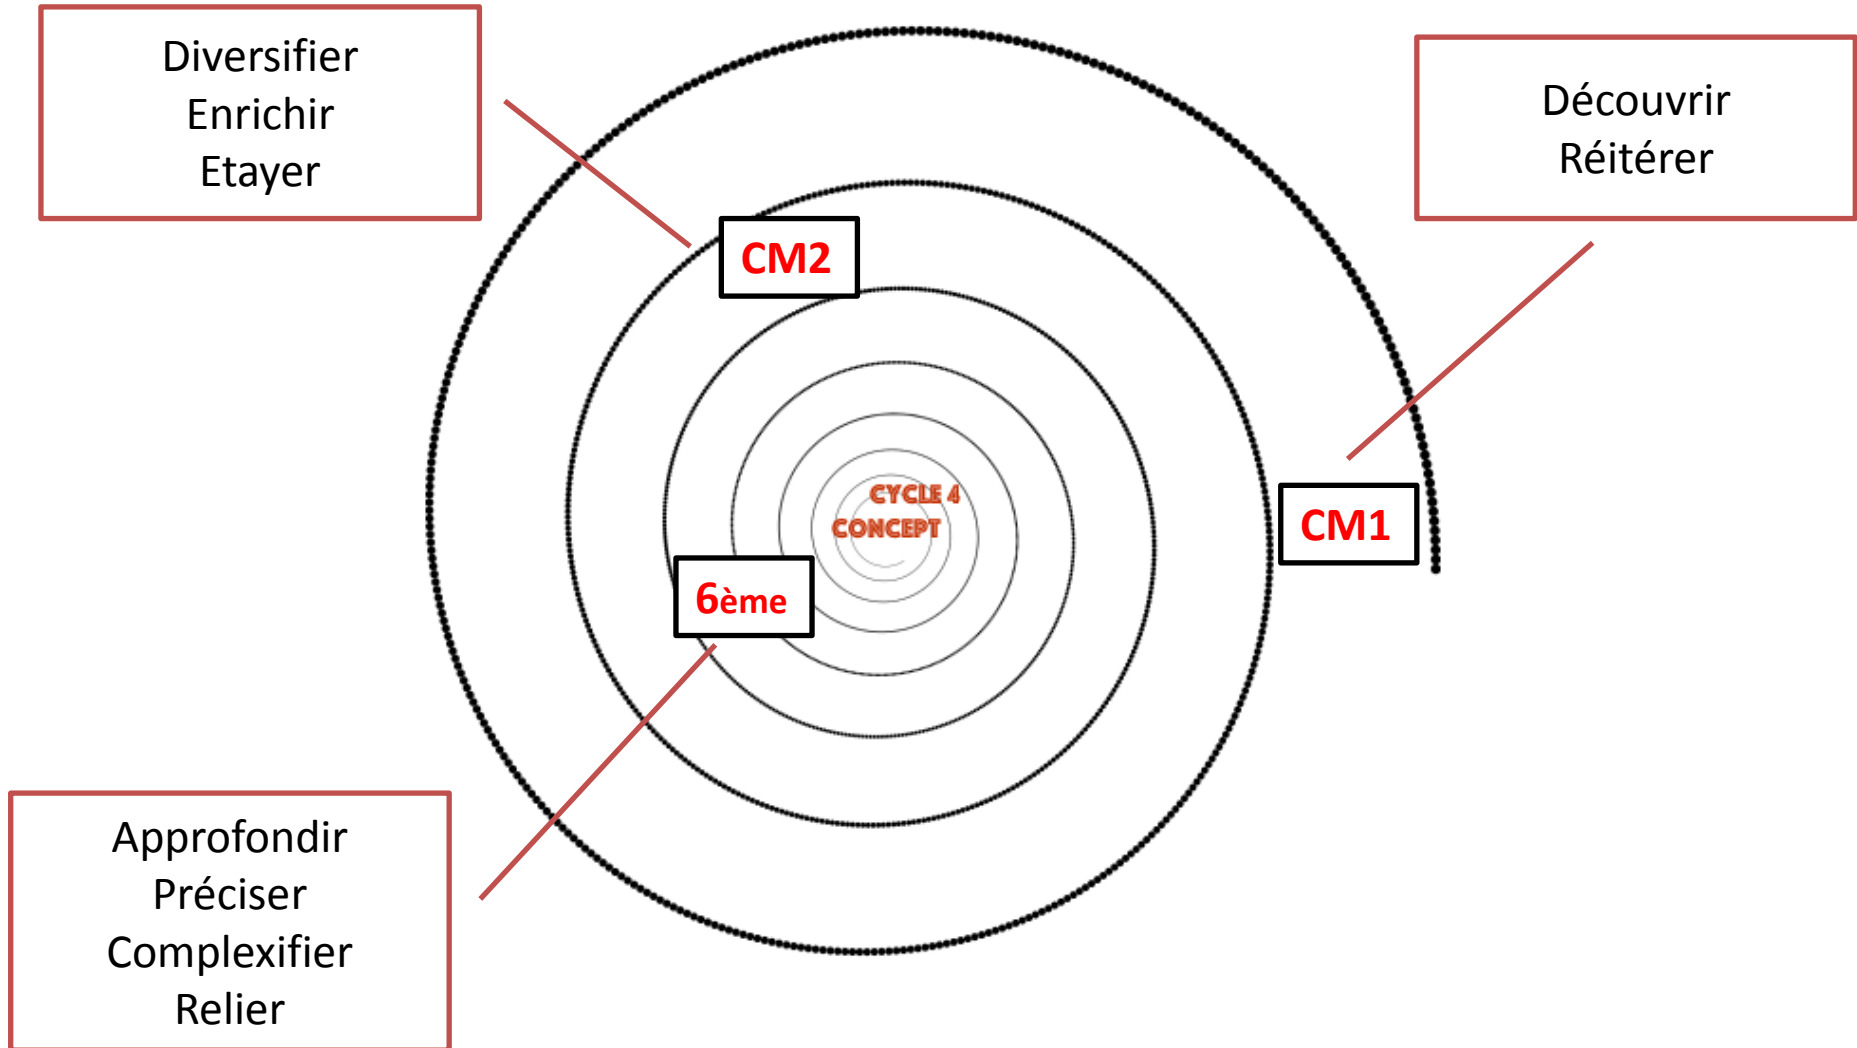 Diversifier
Enrichir
Etayer
Découvrir
Réitérer
CM2
CYCLE 4
CONCEPT
CM1
6ème
Approfondir
Préciser
Complexifier
Relier